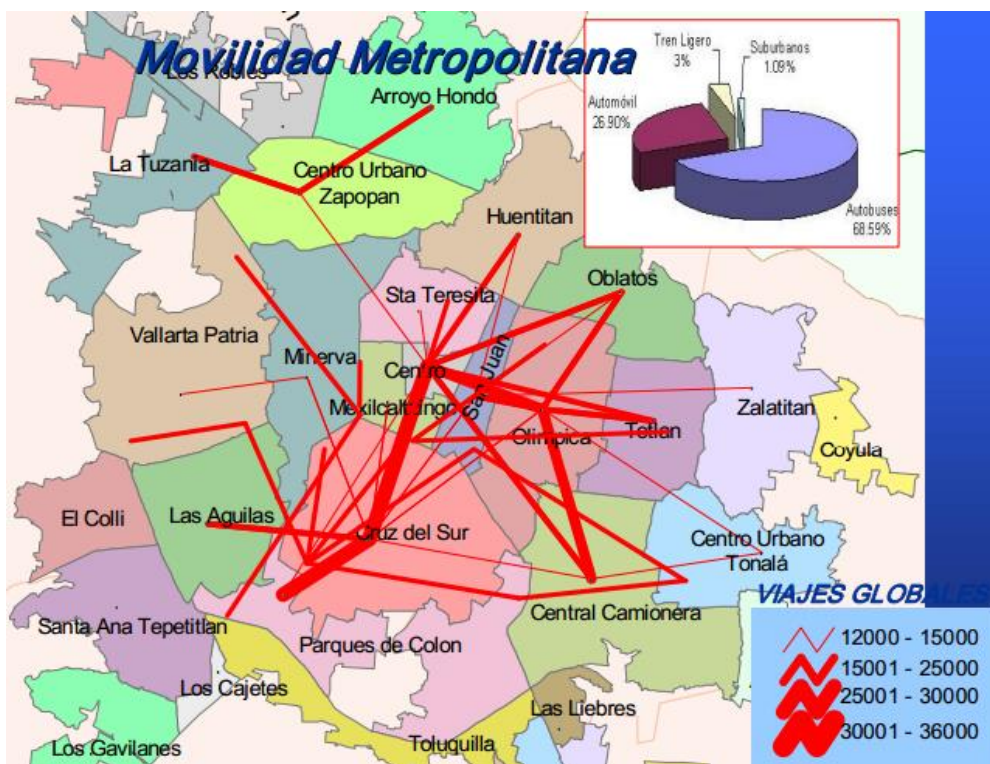 Movilidad Metropolitana
Los Robles
Arroyo Hondo
La Tuzania
Centro Urbano
Zapopan
Huentitan
Tren Ligero
3%
Suburbanos
1.09%
Automóvil
26.90%
Autobuses
68.59%
Oblatos
Sta Teresita
Vallarta Patria
Minerva
Centro
San Juan
Mexilcaltzingo
Zalatitan
Olimpica
Tetlan
Coyula
El Colli
Las Aguilas
Cruz del Sur
Centro Urbano
Tonalá
Santa Ana Tepetitlan
Parques de Colon
Central Camionera
Los Cajetes
Las Liebres
Los Gavilanes
Toluquilla
VIAJES GLOBALES
12000 - 15000
15001 - 25000
25001 - 30000
30001 - 36000